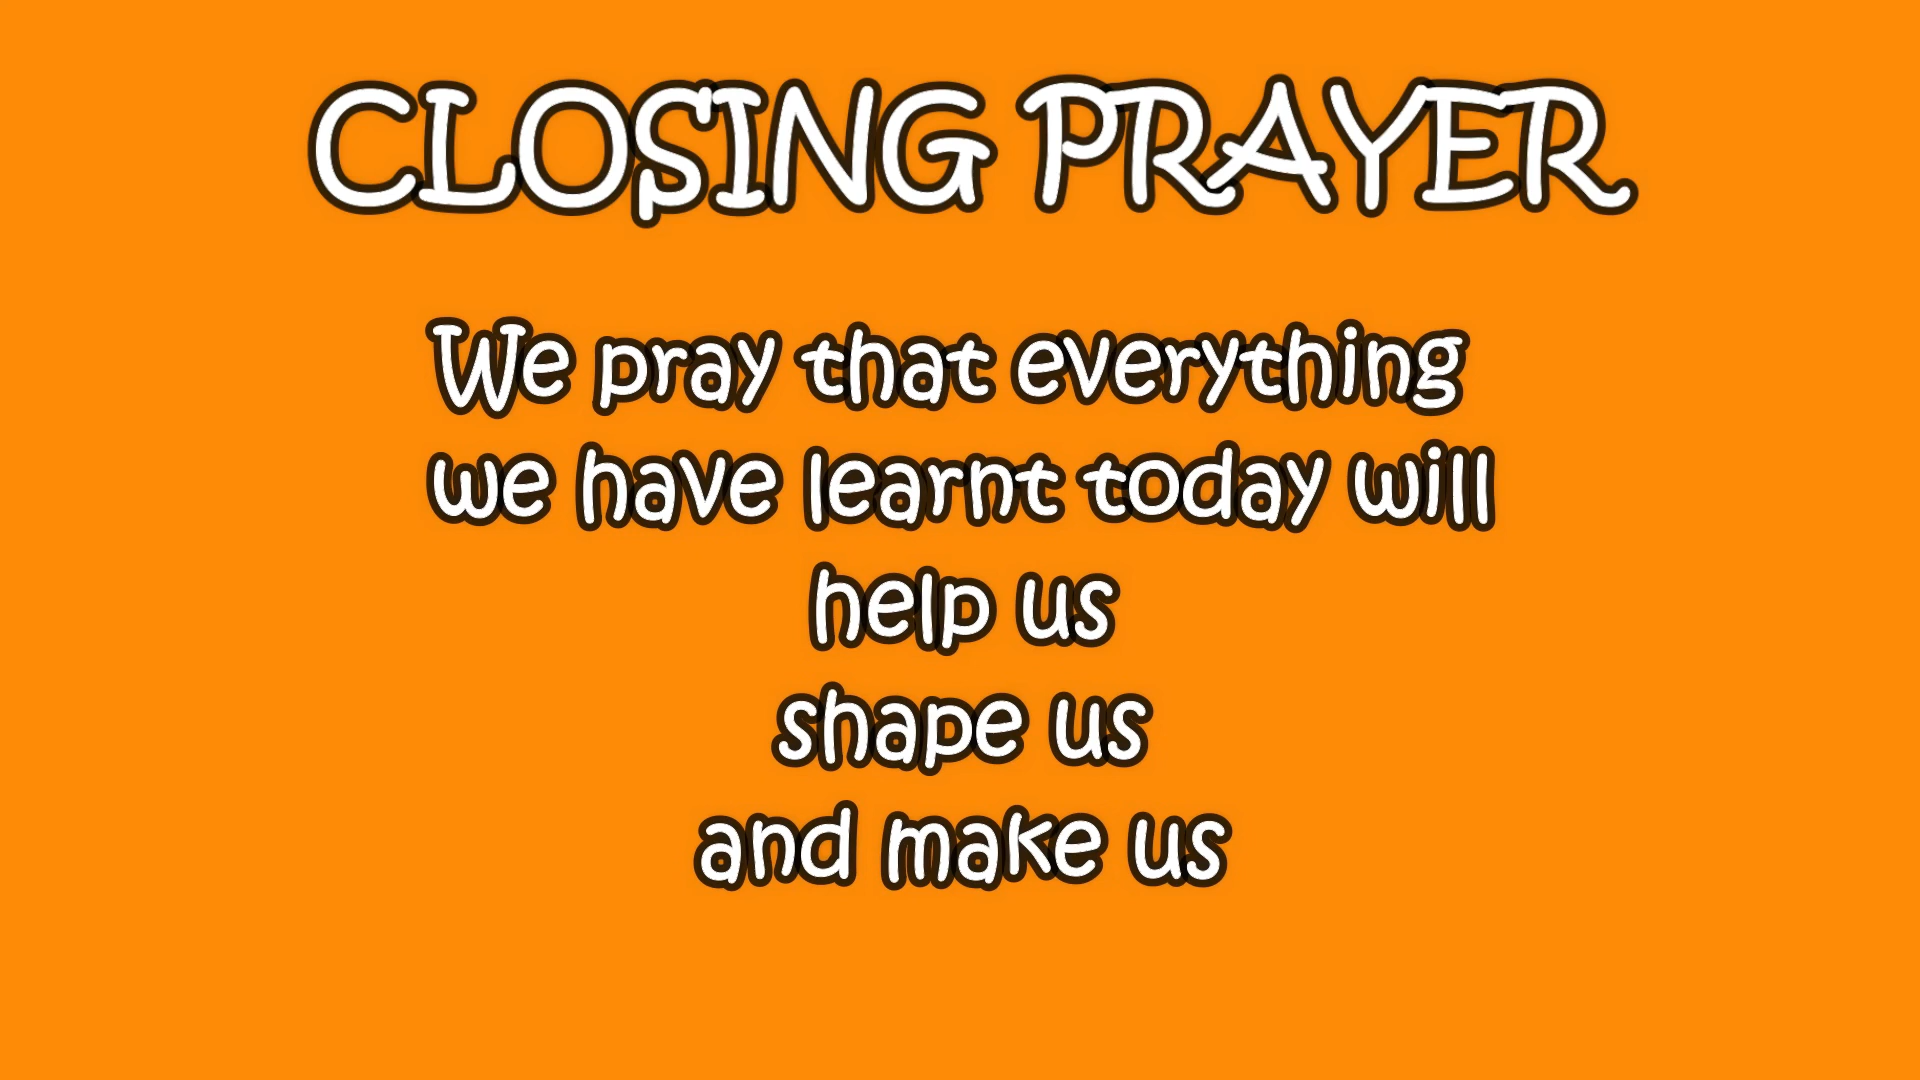 CLOSING PRAYER
We pray that everything
we have learnt today will
help us
shape us
and make us